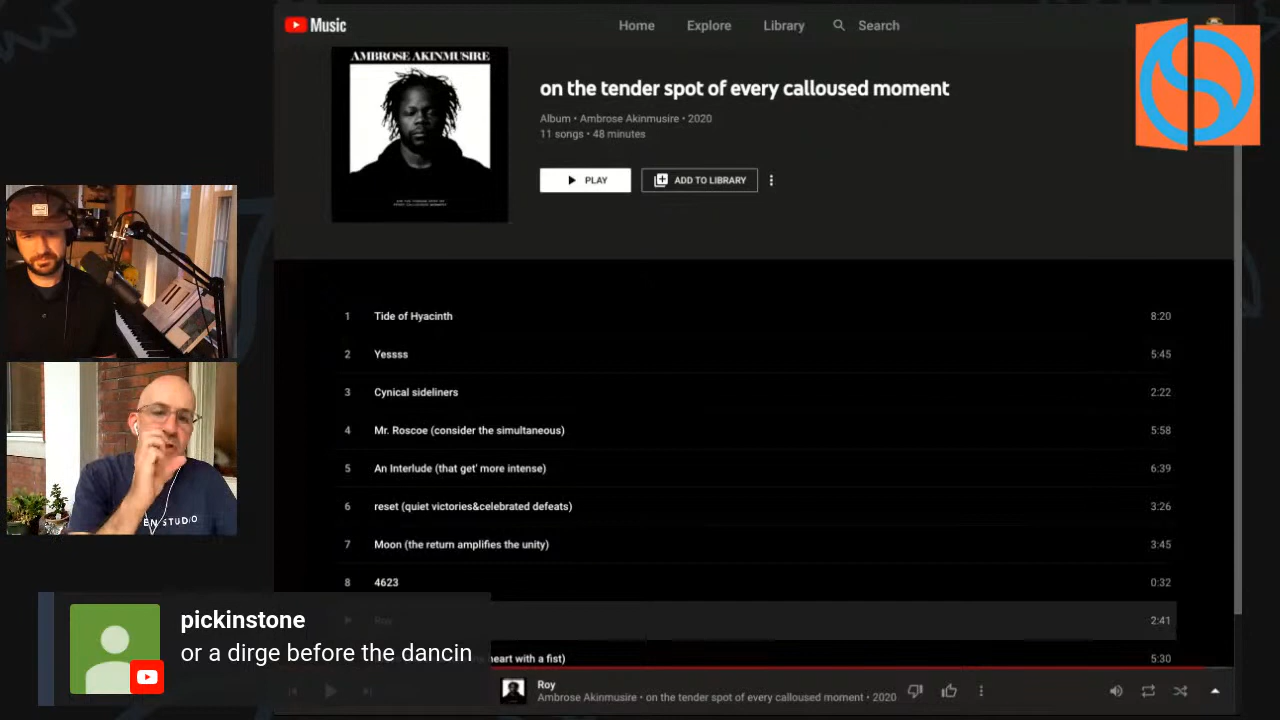 Music
Home
Explore
Library
Search
AMBROSE AKINMUSIRE
on the tender spot of every calloused moment
Album • Ambrose Akinmusire • 2020
11 songs • 48 minutes
PLAY
ADD TO LIBRARY
1 Tide of Hyacinth 8:20
2 Yessss 5:45
3 Cynical sideliners 2:22
4 Mr. Roscoe (consider the simultaneous) 5:58
5 An Interlude (that get' more intense) 6:39
6 reset (quiet victories&celebrated defeats) 3:26
7 Moon (the return amplifies the unity) 3:45
8 4623 0:32
Roy 2:41
heart with a fist) 5:30
EN STUDIO
pickinstone
or a dirge before the dancin
Roy
Ambrose Akinmusire • on the tender spot of every calloused moment • 2020